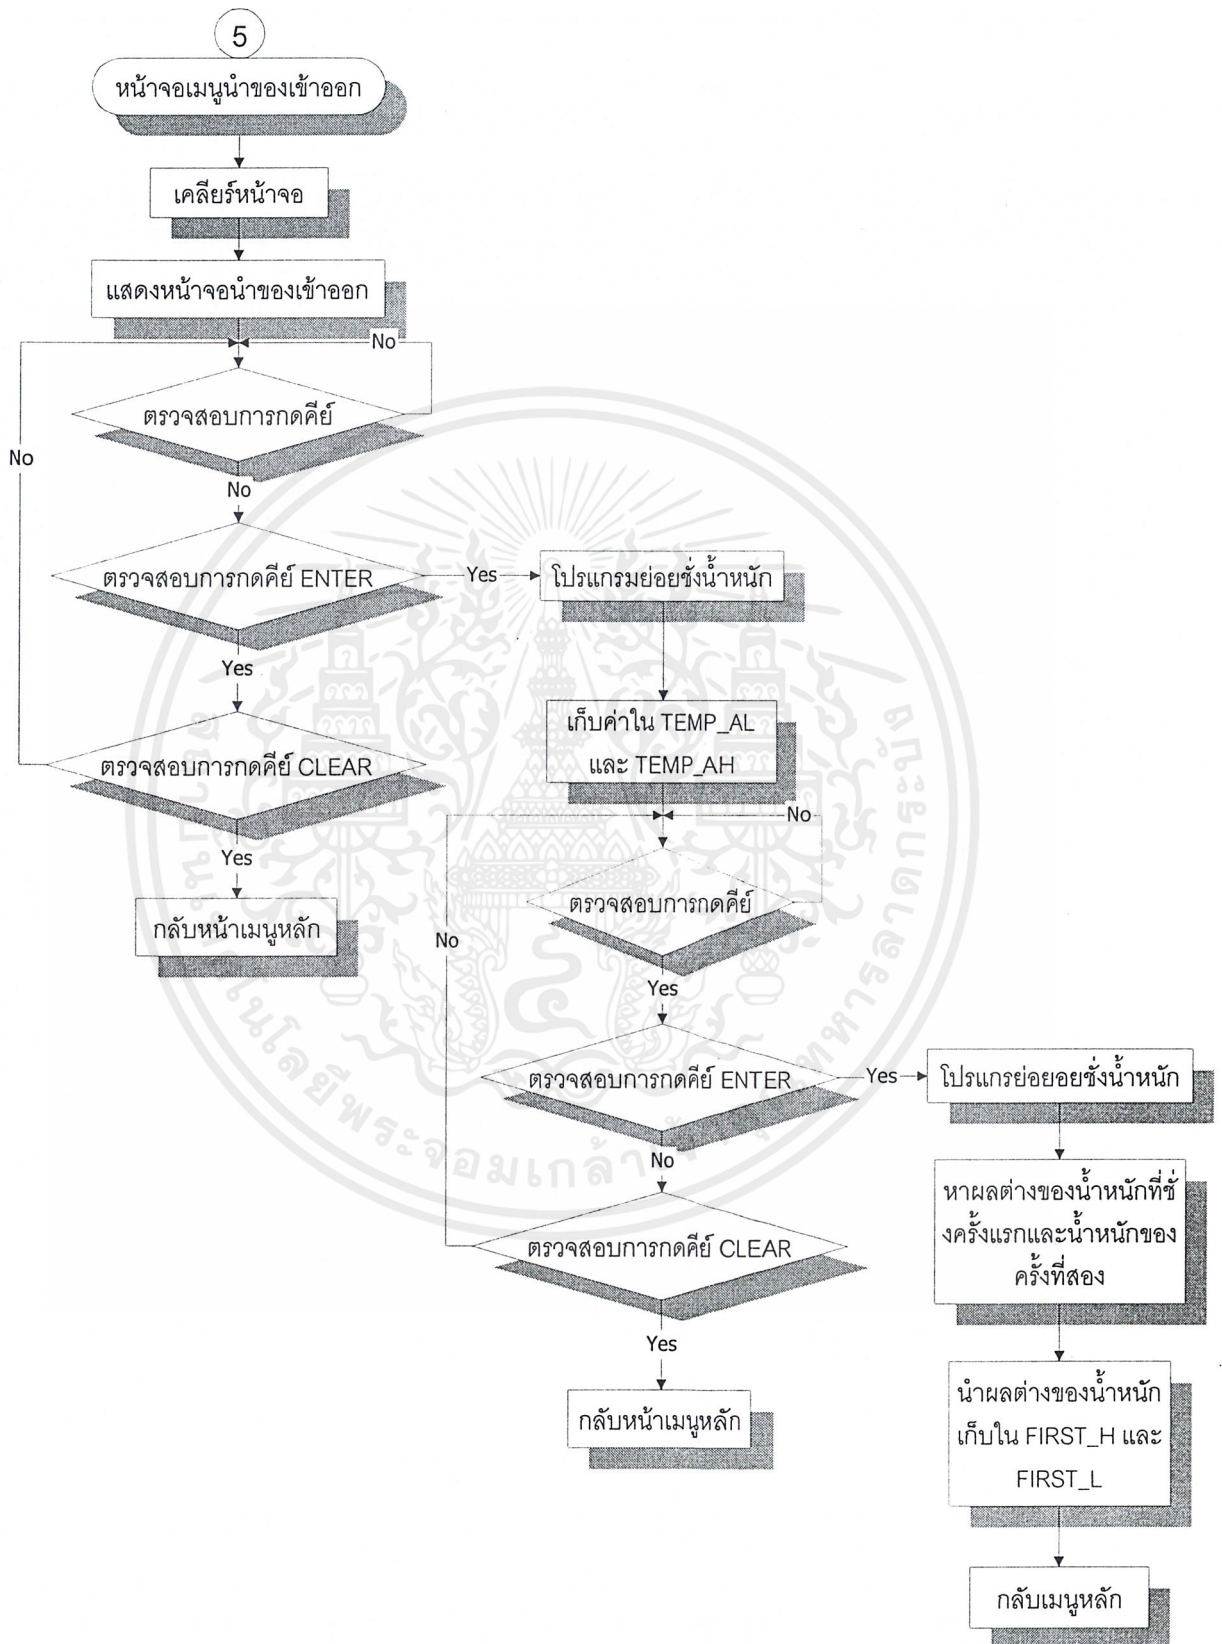 5
หน้าจอเมนูนำของเข้าออก
เคลียร์หน้าจอ
แสดงหน้าจอนำของเข้าออก
No
ตรวจสอบการกดคีย์
No
No
ตรวจสอบการกดคีย์ ENTER
Yes
โปรแกรมย่อยชั่งน้ำหนัก
Yes
เก็บค่าใน TEMP_AL
และ TEMP_AH
ตรวจสอบการกดคีย์ CLEAR
No
Yes
ตรวจสอบการกดคีย์
กลับหน้าเมนูหลัก
No
Yes
ตรวจสอบการกดคีย์ ENTER
Yes
โปรแกรย่อยอยชั่งน้ำหนัก
No
หาผลต่างของน้ำหนักที่ชั่
งครั้งแรกและน้ำหนักของ
ครั้งที่สอง
ตรวจสอบการกดคีย์ CLEAR
Yes
นำผลต่างของน้ำหนัก
เก็บใน FIRST_H และ
FIRST_L
กลับหน้าเมนูหลัก
กลับเมนูหลัก